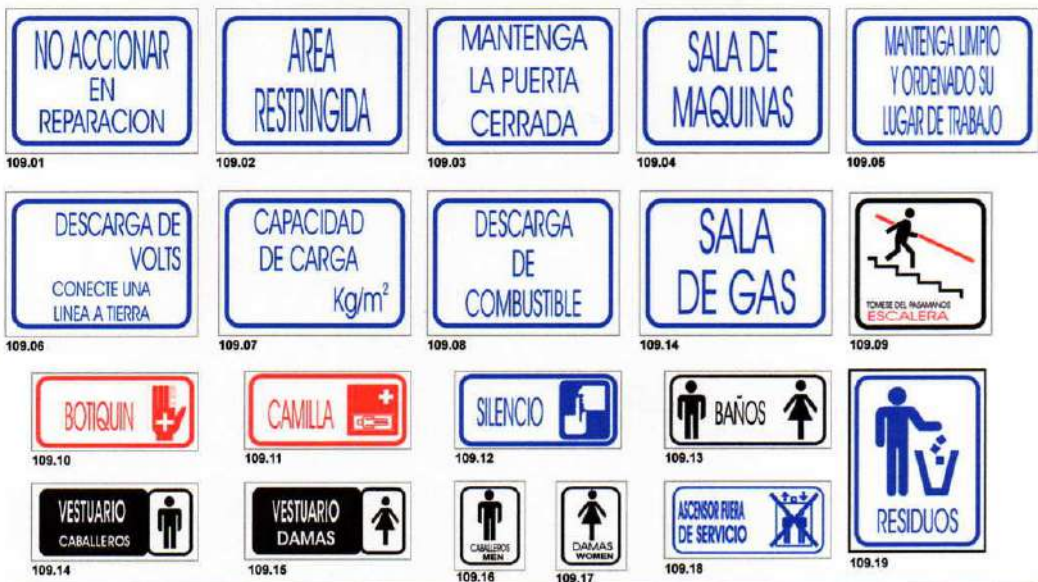 NO ACCIONAR
EN
REPARACION
109.01
AREA
RESTRINGIDA
109.02
MANTENGA
LA PUERTA
CERRADA
109.03
SALA DE
MAQUINAS
109.04
MANTENGA LIMPIO
Y ORDENADO SU
LUGAR DE TRABAJO
109.05
DESCARGA DE
VOLTS
CONECTE UNA
LINEA A TIERRA
109.06
CAPACIDAD
DE CARGA
Kg/m²
109.07
DESCARGA
DE
COMBUSTIBLE
109.08
SALA
DE GAS
109.14
TOMESE DEL PASAMANOS
ESCALERA
109.09
BOTIQUIN
109.10
CAMILLA
109.11
SILENCIO
109.12
BAÑOS
109.13
VESTUARIO
CABALLEROS
109.14
VESTUARIO
DAMAS
109.15
CABALLEROS
MEN
109.16
DAMAS
WOMEN
109.17
ASCENSOR FUERA
DE SERVICIO
109.18
RESIDUOS
109.19